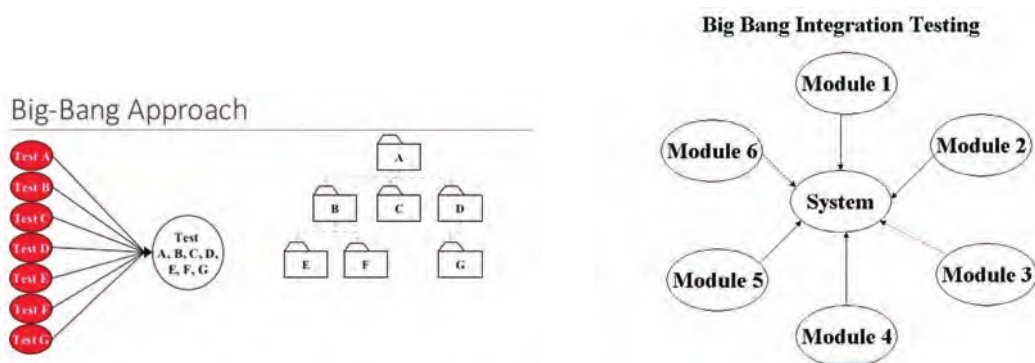 Big-Bang Approach
Test A
Test B
Test C
Test D
Test E
Test F
Test G
Test
A, B, C, D,
E, F, G
A
B
C
D
E
F
G
Big Bang Integration Testing
Module 1
Module 6
Module 2
System
Module 5
Module 3
Module 4